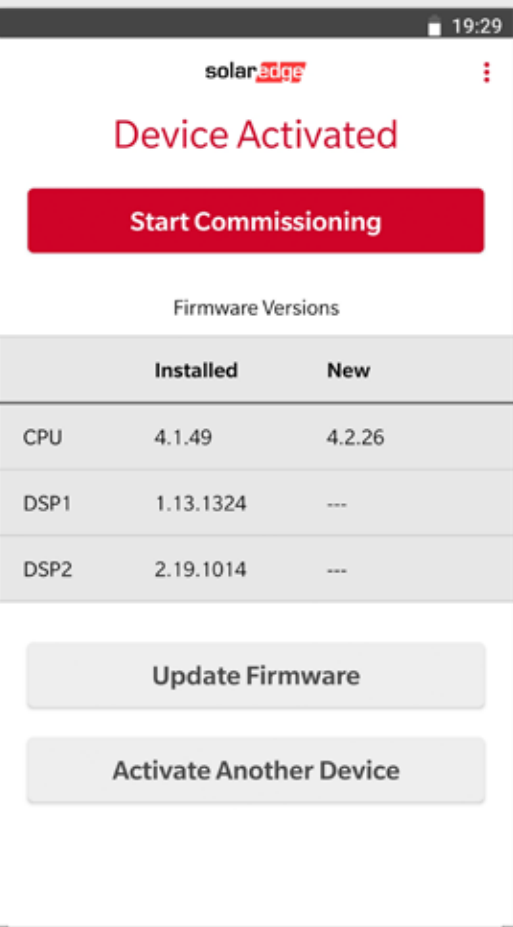 19:29
solaredge
Device Activated
Start Commissioning
Firmware Versions
Installed New
CPU 4.1.49 4.2.26
DSP1 1.13.1324 ---
DSP2 2.19.1014 ---
Update Firmware
Activate Another Device